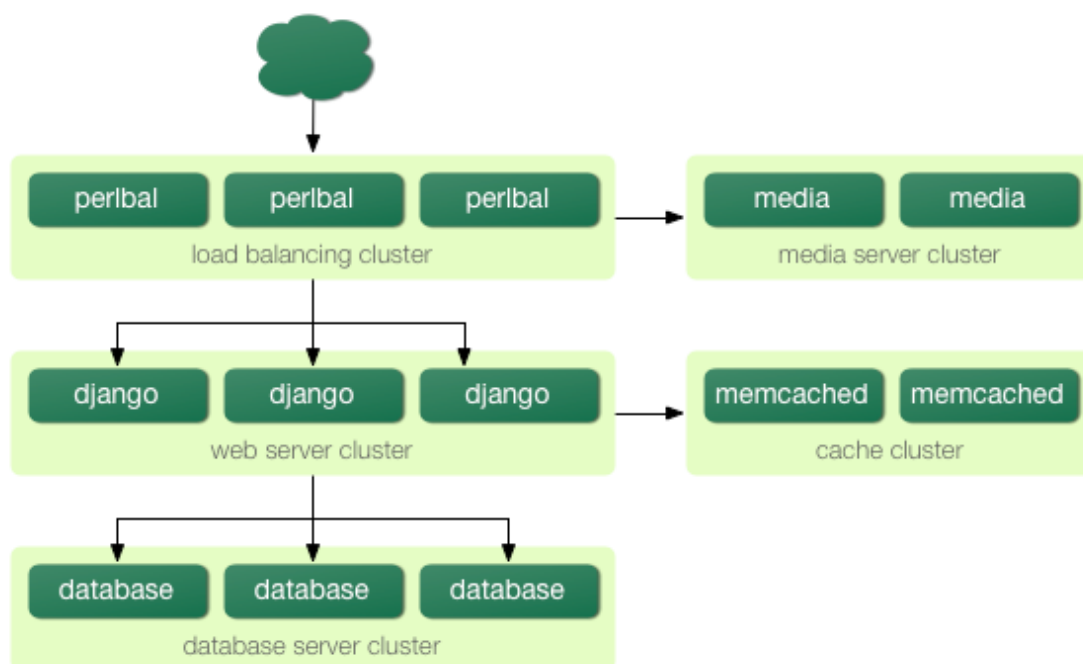 perlbal perlbal perlbal
load balancing cluster
media media
media server cluster
django django django
web server cluster
memcached memcached
cache cluster
database database database
database server cluster